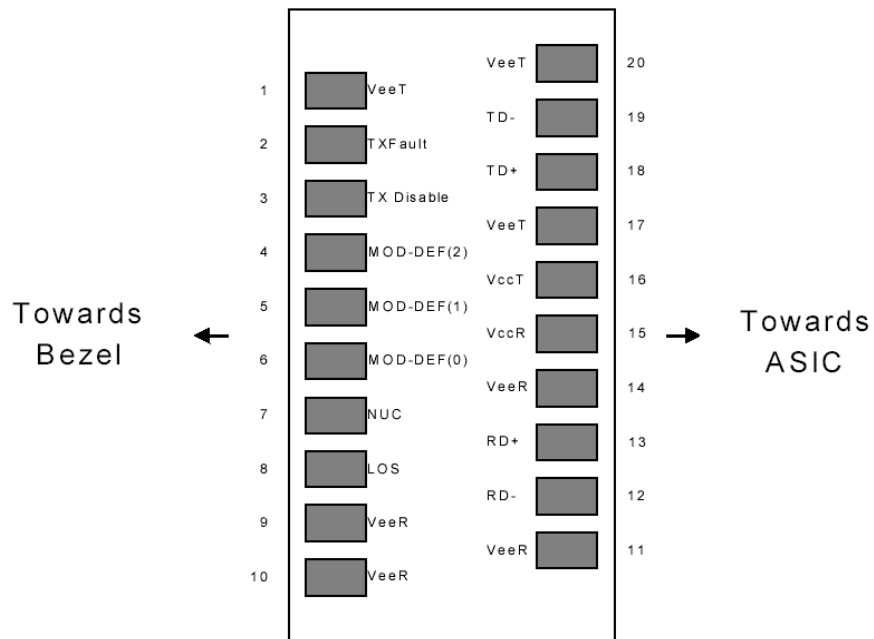 VeeT 20
1 VeeT
TD- 19
2 TXFault
TD+ 18
3 TX Disable
VeeT 17
4 MOD-DEF(2)
VccT 16
5 MOD-DEF(1)
VccR 15
6 MOD-DEF(0)
VeeR 14
7 NUC
RD+ 13
8 LOS
RD- 12
9 VeeR
VeeR 11
10 VeeR
Towards
Bezel
Towards
ASIC